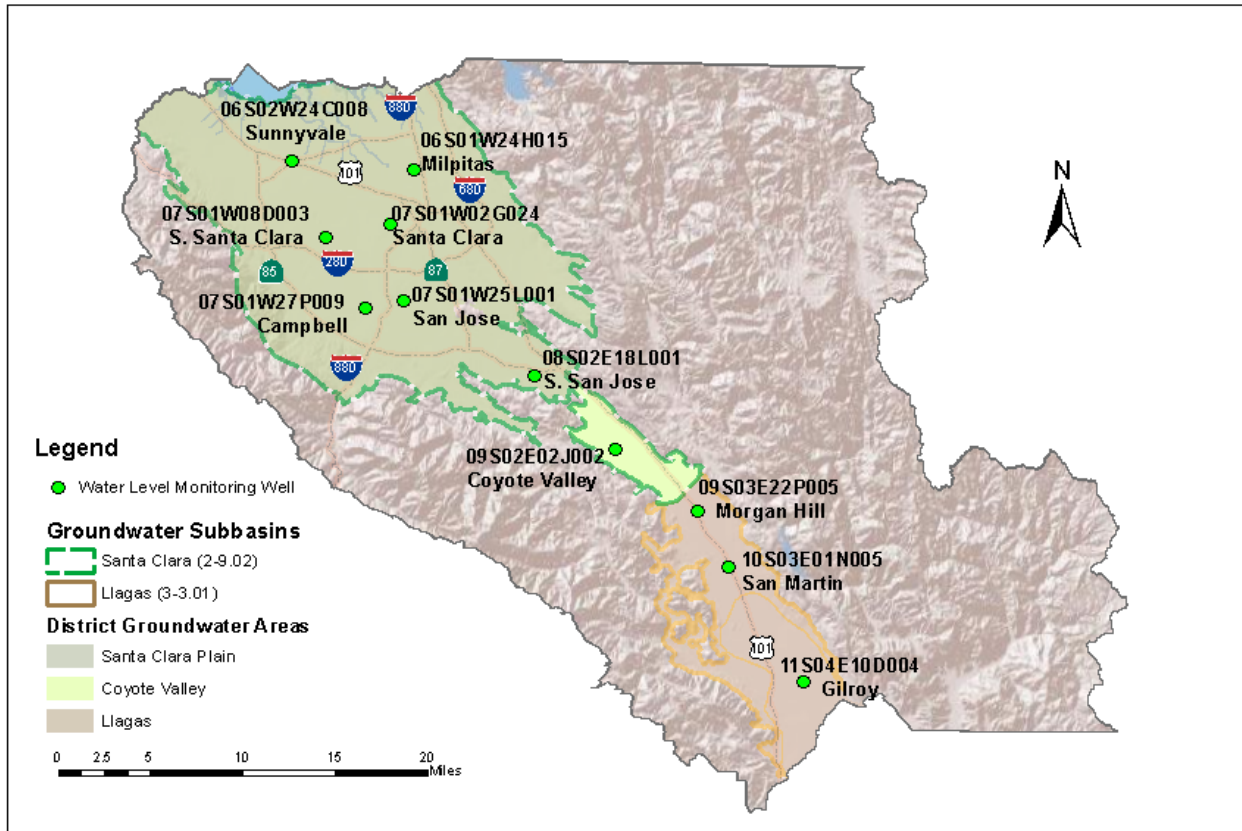 880
06S02W24C008
Sunnyvale
06S01W24H015
Milpitas
101
680
07S01W08D003
S. Santa Clara
07S01W02G024
Santa Clara
85
280
87
07S01W27P009
Campbell
07S01W25L001
San Jose
880
08S02E18L001
S. San Jose
09S02E02J002
Coyote Valley
09S03E22P005
Morgan Hill
10S03E01N005
San Martin
101
11S04E10D004
Gilroy
N
Legend
Water Level Monitoring Well
Groundwater Subbasins
Santa Clara (2-9.02)
Llagas (3-3.01)
District Groundwater Areas
Santa Clara Plain
Coyote Valley
Llagas
0 2.5 5 10 15 20
Miles